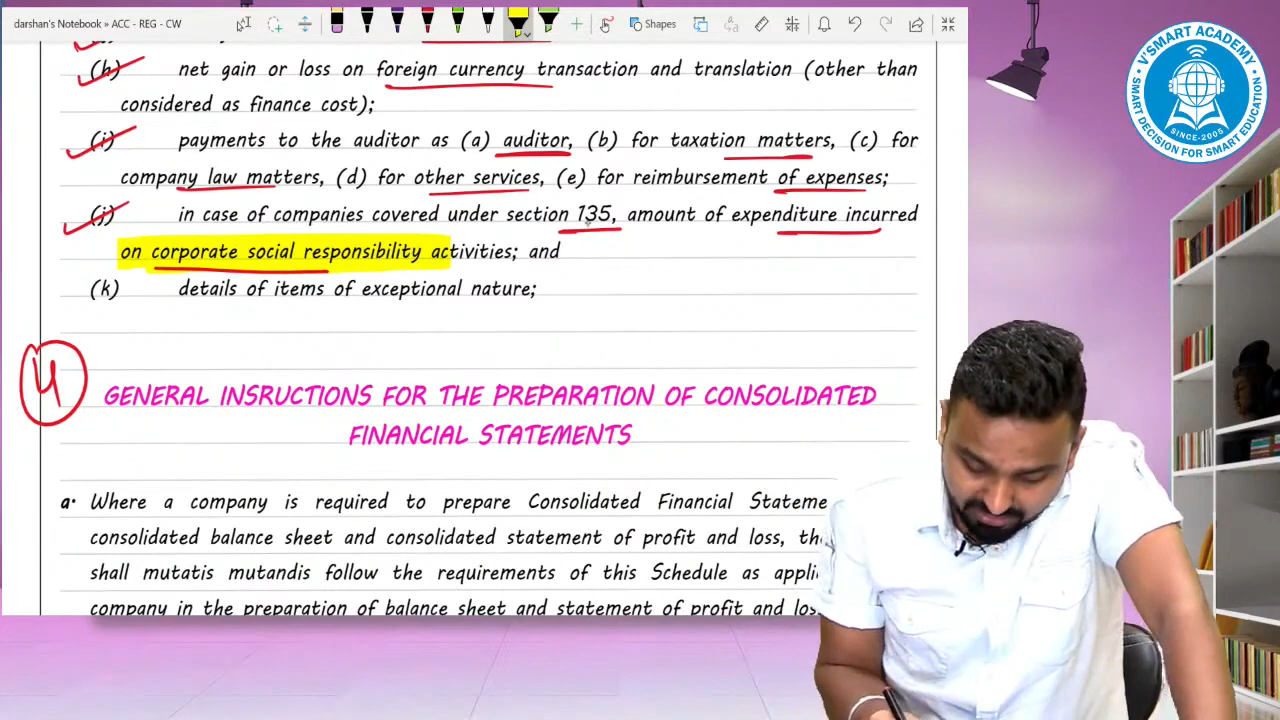 darshan's Notebook » ACC - REG - CW
Shapes
(h) net gain or loss on foreign currency transaction and translation (other than
considered as finance cost);
(i) payments to the auditor as (a) auditor, (b) for taxation matters, (c) for
company law matters, (d) for other services, (e) for reimbursement of expenses;
(j) in case of companies covered under section 135, amount of expenditure incurred
on corporate social responsibility activities; and
(k) details of items of exceptional nature;
4
GENERAL INSRUCTIONS FOR THE PREPARATION OF CONSOLIDATED
FINANCIAL STATEMENTS
a. Where a company is required to prepare Consolidated Financial Stateme
consolidated balance sheet and consolidated statement of profit and loss, th
shall mutatis mutandis follow the requirements of this Schedule as appli
company in the preparation of balance sheet and statement of profit and los
V'SMART ACADEMY
SINCE-2005
SMART DECISION FOR SMART EDUCATION